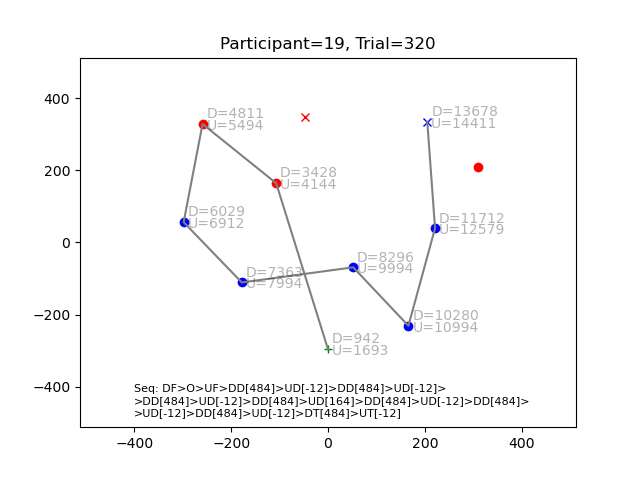 Participant=19, Trial=320
400
200
0
−200
−400
D=4811
U=5494
D=13678
U=14411
D=3428
U=4144
D=6029
U=6912
D=11712
U=12579
D=8296
U=9994
D=7363
U=7994
D=10280
U=10994
D=942
U=1693
Seq: DF>O>UF>DD[484]>UD[-12]>DD[484]>UD[-12]>
>DD[484]>UD[-12]>DD[484]>UD[164]>DD[484]>UD[-12]>DD[484]>
>UD[-12]>DD[484]>UD[-12]>DT[484]>UT[-12]
−400 −200 0 200 400